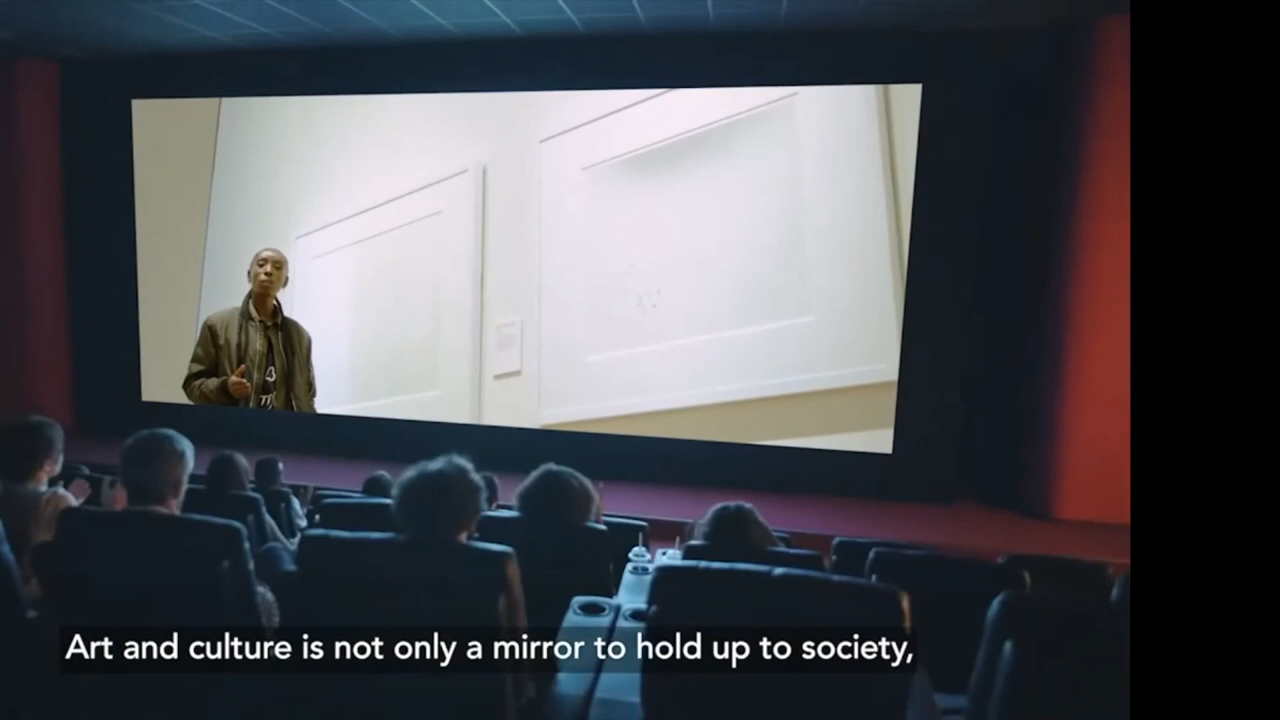 Art and culture is not only a mirror to hold up to society,